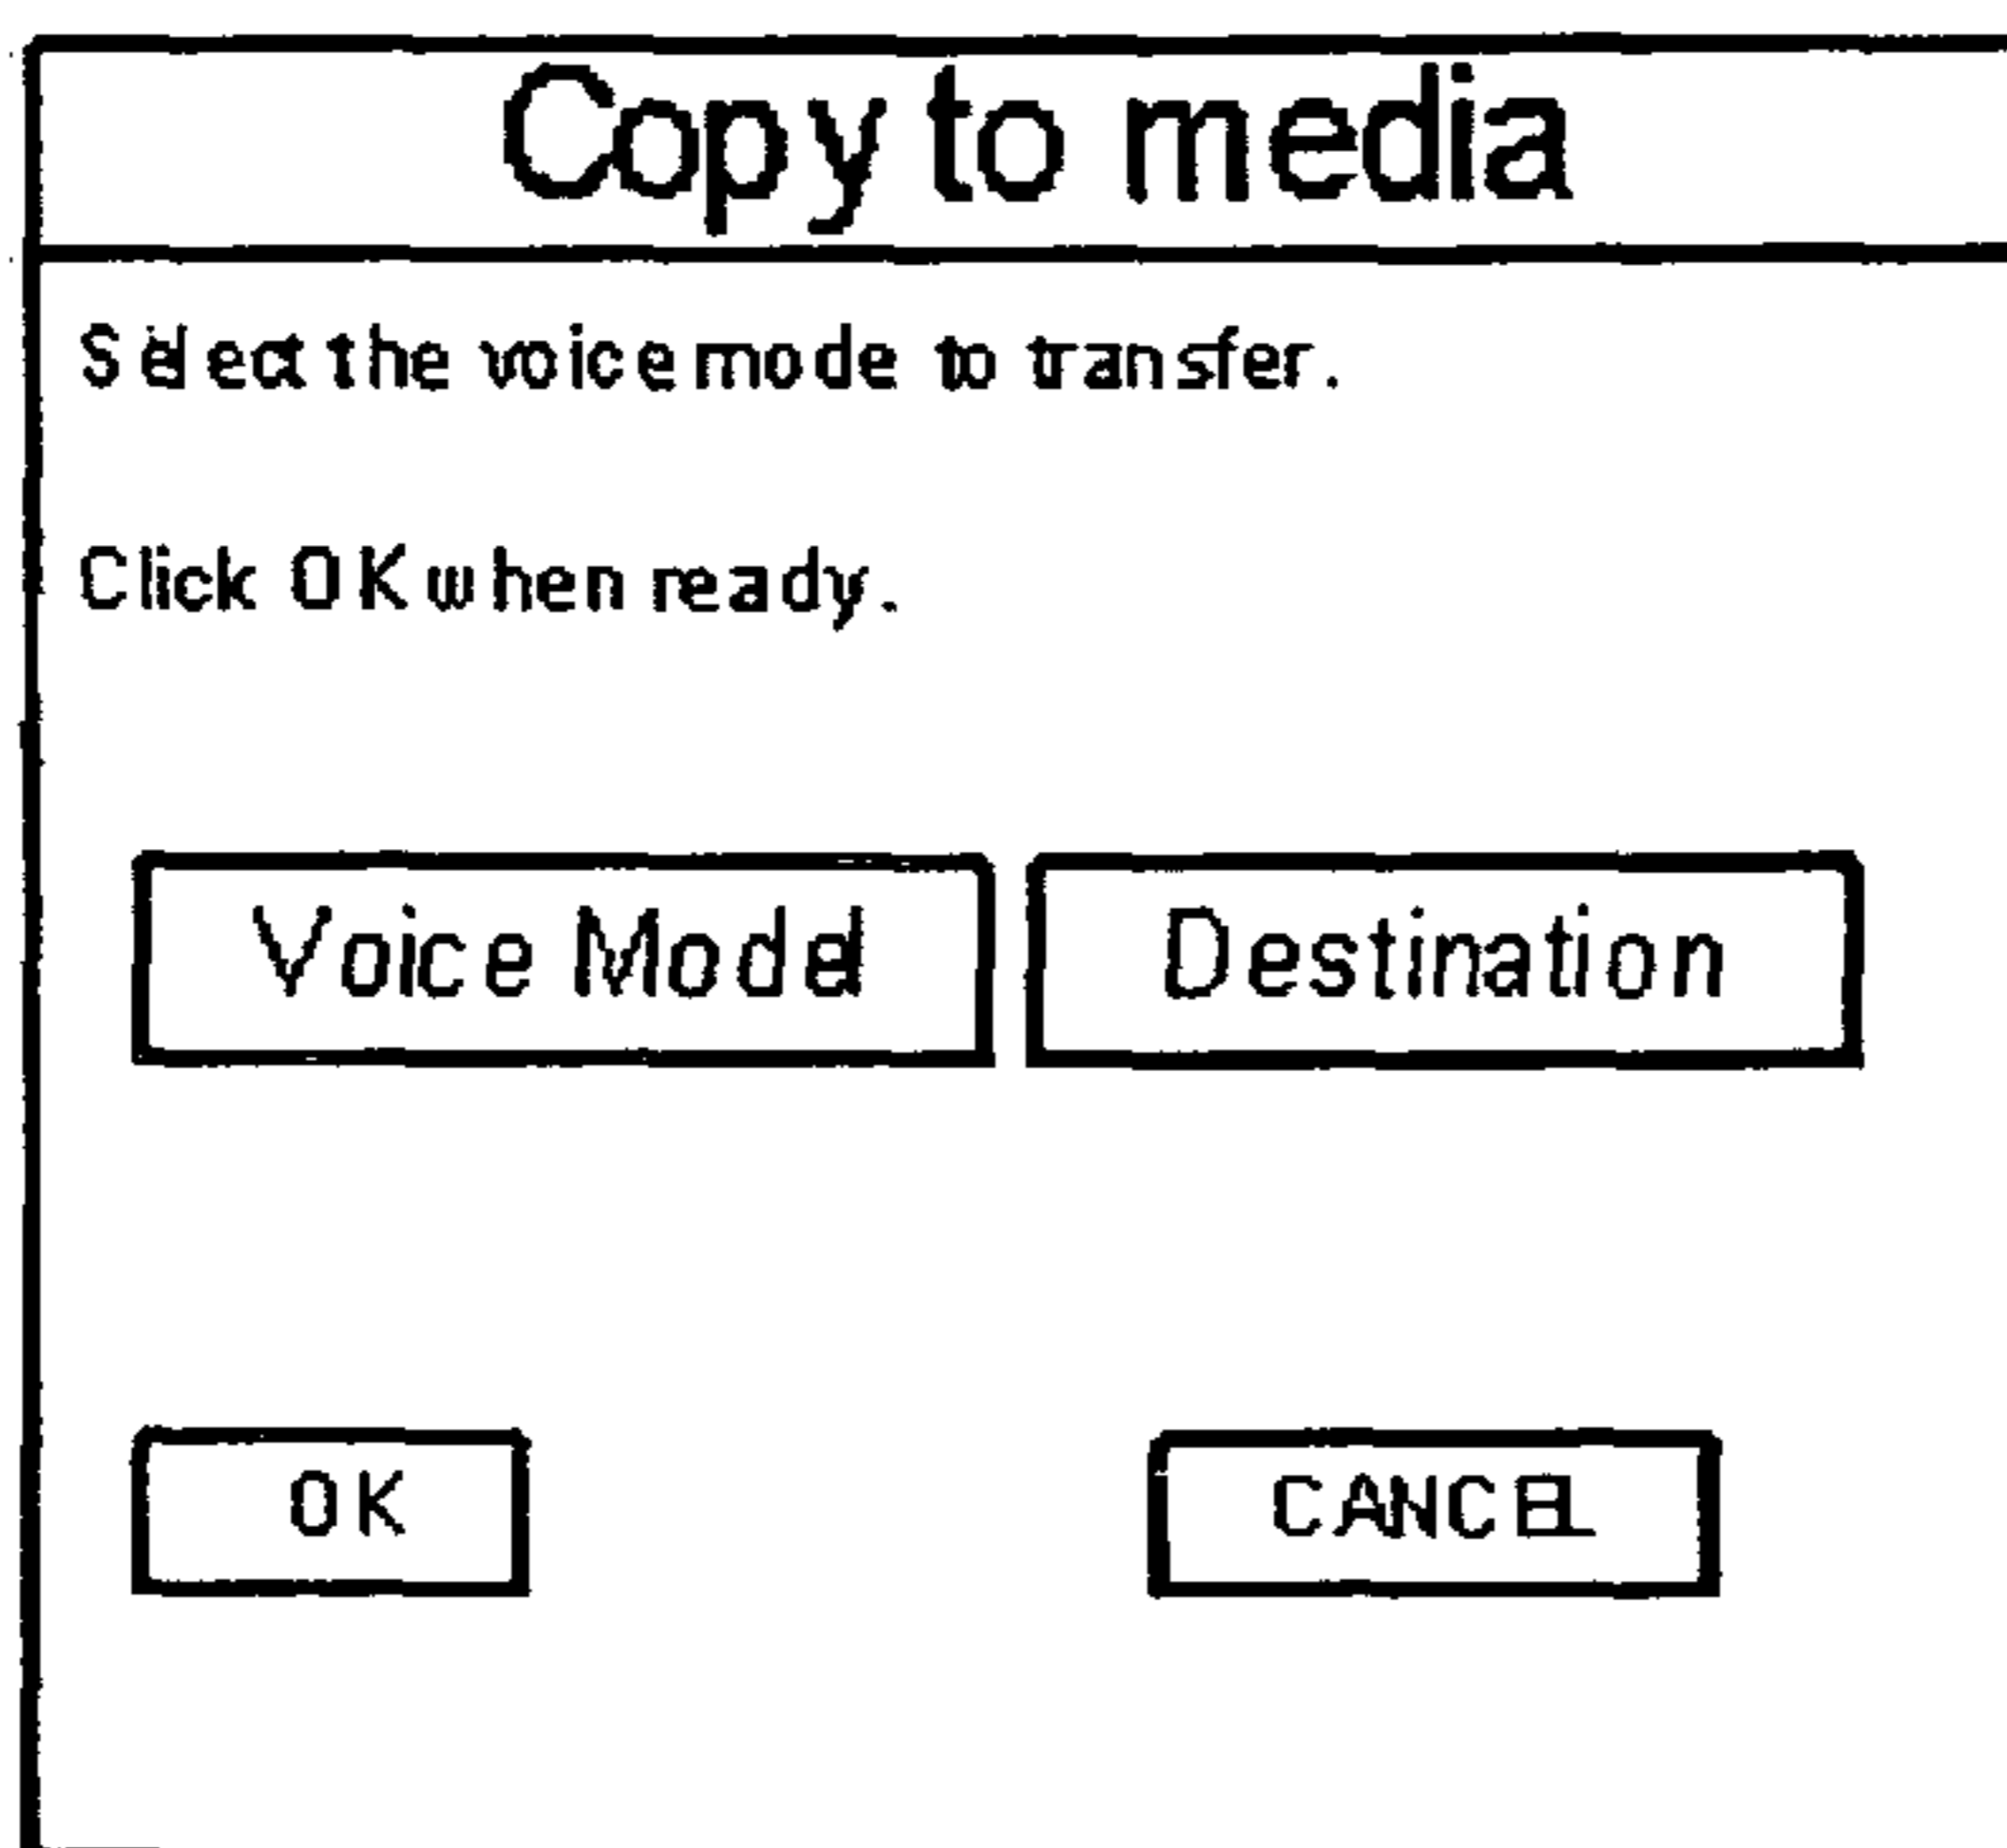 Copy to media
Select the voice mode to transfer.
Click OK when ready.
Voice Model Destination
OK CANCEL